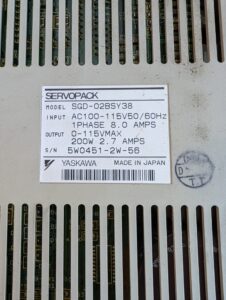 SERVOPACK
MODEL SGD-02BSY38
INPUT AC100-115V50/60Hz
1PHASE 8.0 AMPS
OUTPUT 0-115VMAX
200W 2.7 AMPS
S/N 5W0451-2W-56
YASKAWA MADE IN JAPAN